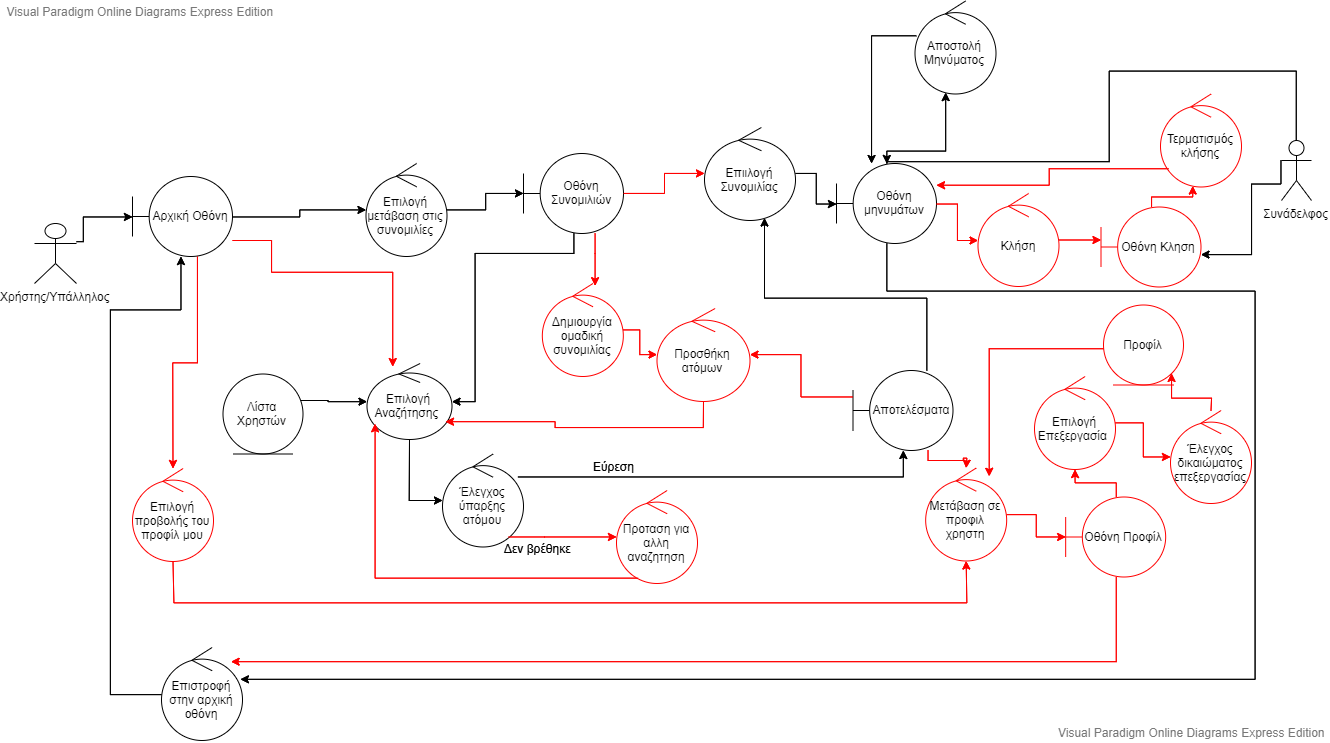 Visual Paradigm Online Diagrams Express Edition
Αποστολή
Μηνύματος
Τερματισμός
κλήσης
Επιιλογή
Συνομιλίας
Οθόνη
Συνομιλιών
Επιλογή
μετάβαση στις
συνομιλίες
Αρχική Οθόνη
Οθόνη
μηνυμάτων
Συνάδελφος
Κλήση
Οθόνη Κληση
Χρήστης/Υπάλληλος
Δημιουργία
ομαδική
συνομιλίας
Προσθήκη
ατόμων
Προφίλ
Λίστα
Χρηστών
Επιλογή
Αναζήτησης
Αποτελέσματα
Επιλογή
Επεξεργασία
Έλεγχος
δικαιώματος
επεξεργασίας
Εύρεση
Έλεγχος
ύπαρξης
ατόμου
Επιλογή
προβολής του
προφίλ μου
Δεν βρέθηκε
Προταση για
αλλη
αναζητηση
Μετάβαση σε
προφιλ
χρηστη
Οθόνη Προφίλ
Επιστροφή
στην αρχική
οθόνη
Visual Paradigm Online Diagrams Express Edition